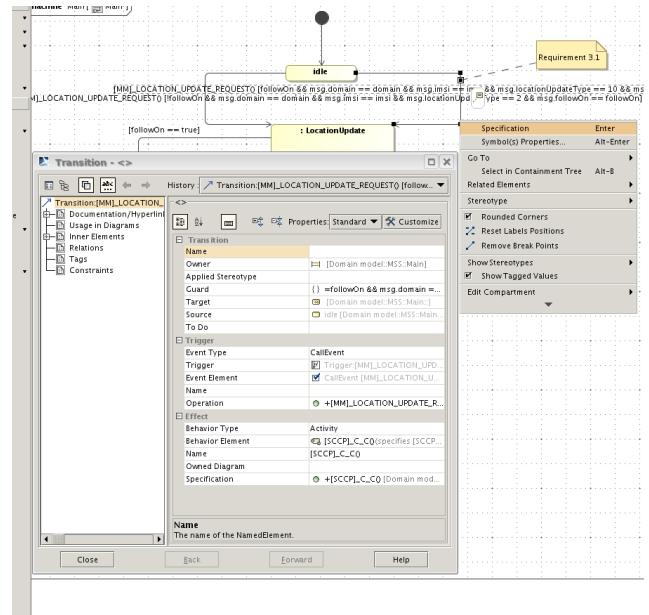 machine Main [ Main ]
idle
Requirement 3.1
[MM]_LOCATION_UPDATE_REQUEST() [followOn && msg.domain == domain && msg.imsi == imsi && msg.locationUpdateType == 10 && ms
M]_LOCATION_UPDATE_REQUEST() [followOn && msg.domain == domain && msg.imsi == imsi && msg.locationUpd Type == 2 && msg.followOn == followOn]
[followOn == true]
: LocationUpdate
Specification Enter
Symbol(s) Properties... Alt-Enter
Go To
Select in Containment Tree Alt-B
Related Elements
Stereotype
Rounded Corners
Reset Labels Positions
Remove Break Points
Show Stereotypes
Show Tagged Values
Edit Compartment
Transition - <>
History: Transition:[MM]_LOCATION_UPDATE_REQUEST() [follow...
Transition:[MM]_LOCATION_
Documentation/Hyperlin
Usage in Diagrams
Inner Elements
Relations
Tags
Constraints
<>
Properties: Standard Customize
Transition
Name
Owner [Domain model::MSS::Main]
Applied Stereotype
Guard {} =followOn && msg.domain =...
Target [Domain model::MSS::Main::]
Source idle [Domain model::MSS::Main...
To Do
Trigger
Event Type CallEvent
Trigger Trigger:[MM]_LOCATION_UPD...
Event Element CallEvent [MM]_LOCATION_U...
Name
Operation +[MM]_LOCATION_UPDATE_R...
Effect
Behavior Type Activity
Behavior Element [SCCP]_C_C()(specifies [SCCP...
Name [SCCP]_C_C()
Owned Diagram
Specification +[SCCP]_C_C() [Domain mod...
Name
The name of the NamedElement.
Close Back Forward Help